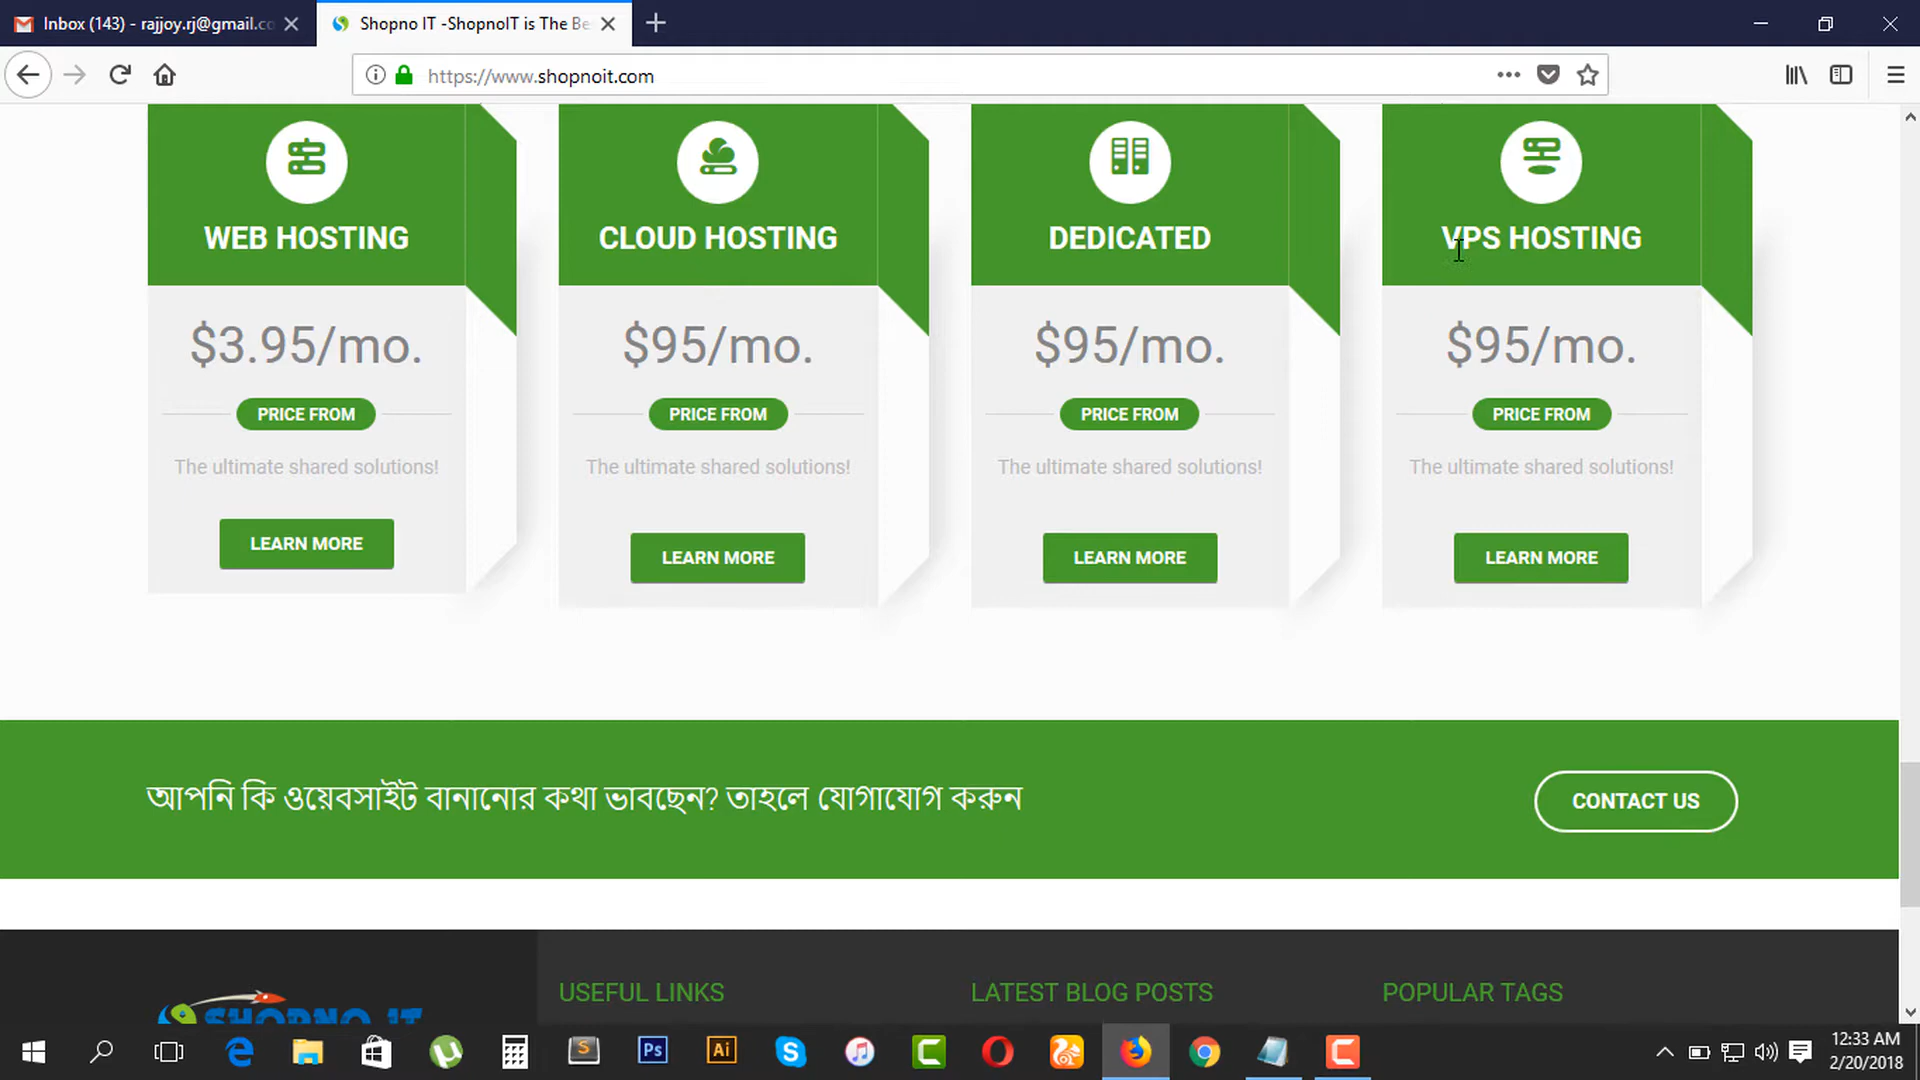 Inbox (143) - rajjoy.rj@gmail.co
Shopno IT -ShopnoIT is The Be
https://www.shopnoit.com
WEB HOSTING
$3.95/mo.
PRICE FROM
The ultimate shared solutions!
LEARN MORE
CLOUD HOSTING
$95/mo.
PRICE FROM
The ultimate shared solutions!
LEARN MORE
DEDICATED
$95/mo.
PRICE FROM
The ultimate shared solutions!
LEARN MORE
VPS HOSTING
$95/mo.
PRICE FROM
The ultimate shared solutions!
LEARN MORE
আপনি কি ওয়েবসাইট বানানোর কথা ভাবছেন? তাহলে যোগাযোগ করুন
CONTACT US
SHOPNO IT
USEFUL LINKS
LATEST BLOG POSTS
POPULAR TAGS
S
Ps
Ai
12:33 AM
2/20/2018